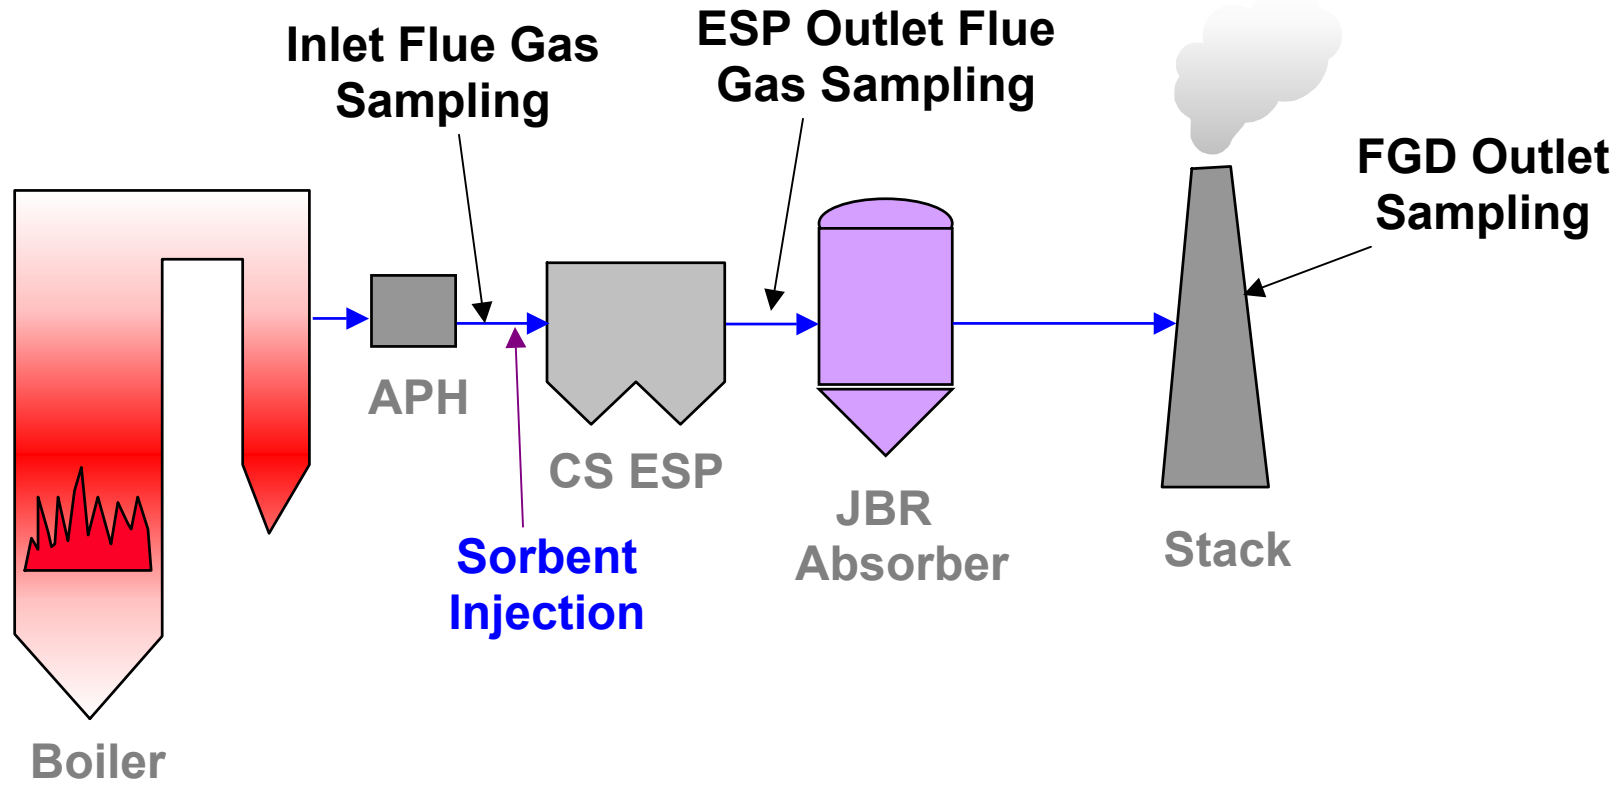 Inlet Flue Gas
Sampling
ESP Outlet Flue
Gas Sampling
FGD Outlet
Sampling
APH
CS ESP
JBR
Absorber
Stack
Sorbent
Injection
Boiler